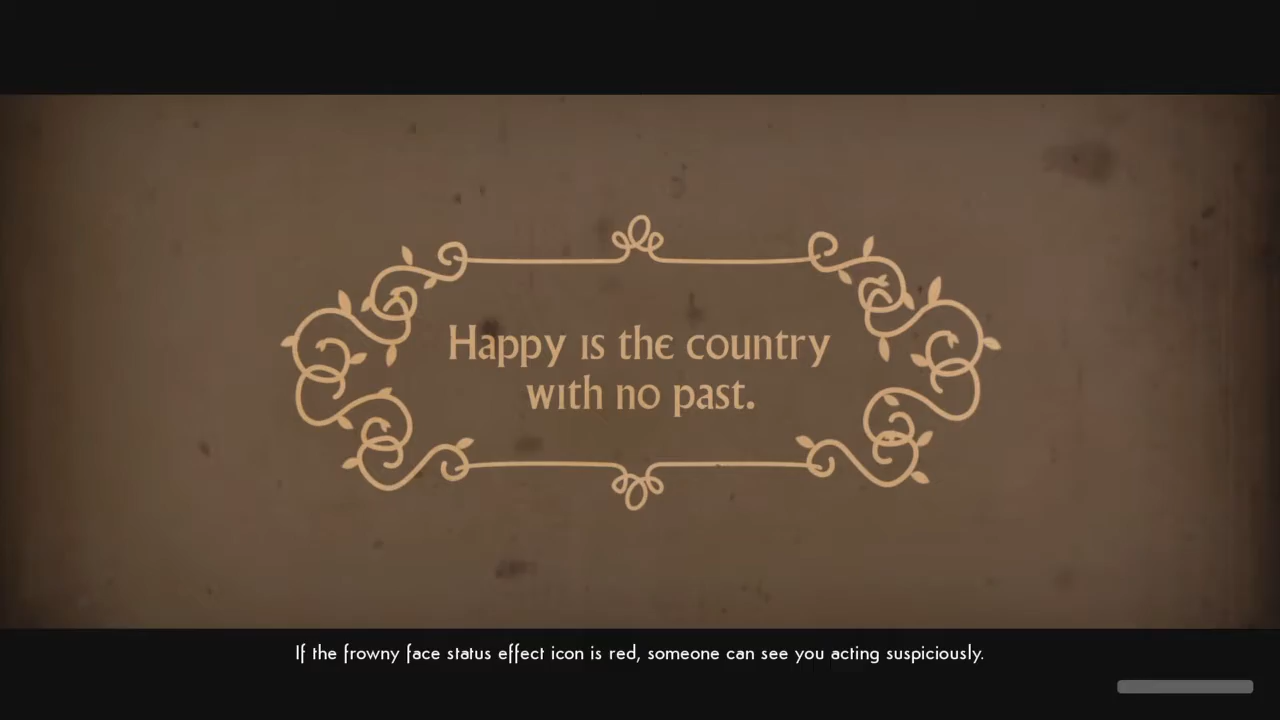 Happy is the country
with no past.
If the frowny face status effect icon is red, someone can see you acting suspiciously.